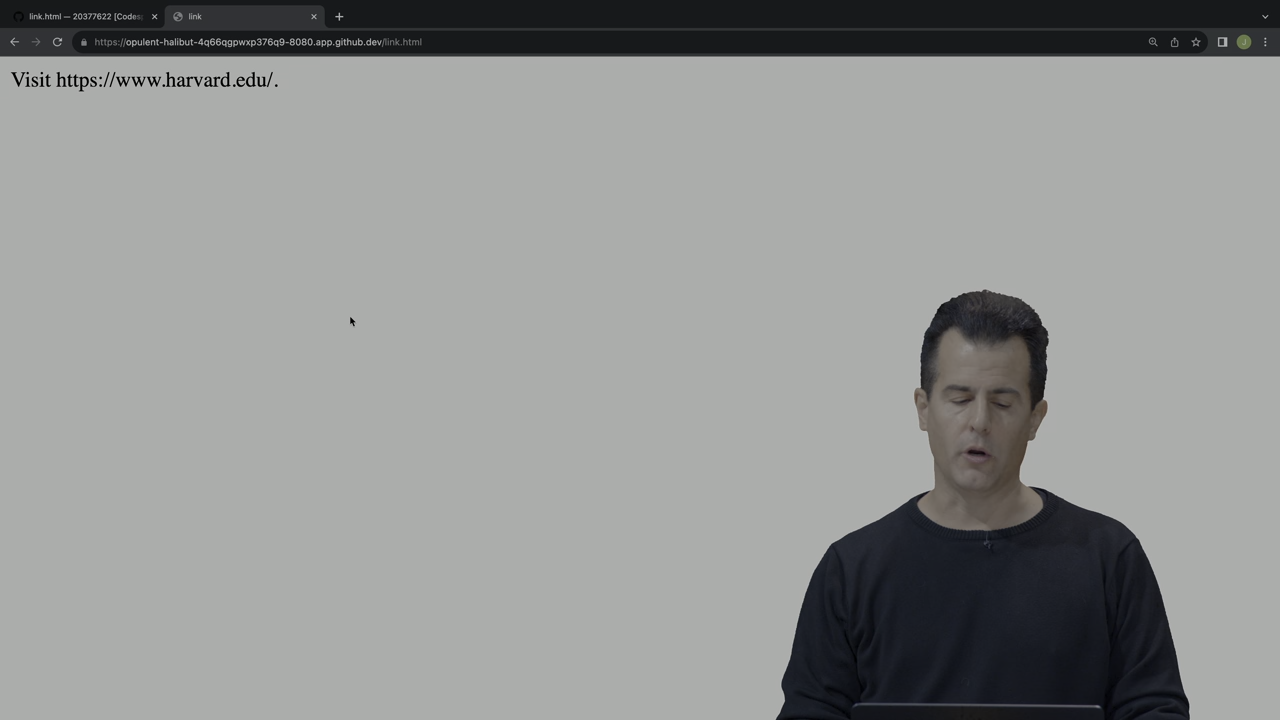 link.html — 20377622 [Codes
link
https://opulent-halibut-4q66qgpwxp376q9-8080.app.github.dev/link.html
J
Visit https://www.harvard.edu/.